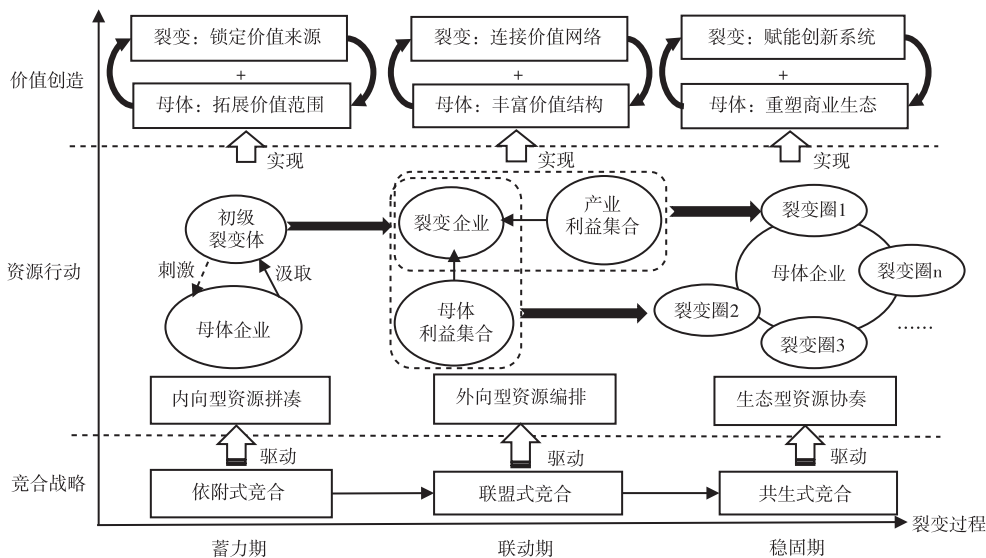 裂变：锁定价值来源
裂变：连接价值网络
裂变：赋能创新系统
价值创造
+
+
+
母体：拓展价值范围
母体：丰富价值结构
母体：重塑商业生态
实现
实现
实现
初级
裂变体
裂变企业
产业
利益集合
裂变圈1
资源行动
刺激
汲取
母体企业
裂变圈n
母体企业
母体
利益集合
裂变圈2
裂变圈3
……
内向型资源拼凑
外向型资源编排
生态型资源协奏
驱动
驱动
驱动
竞合战略
依附式竞合
联盟式竞合
共生式竞合
裂变过程
蓄力期
联动期
稳固期